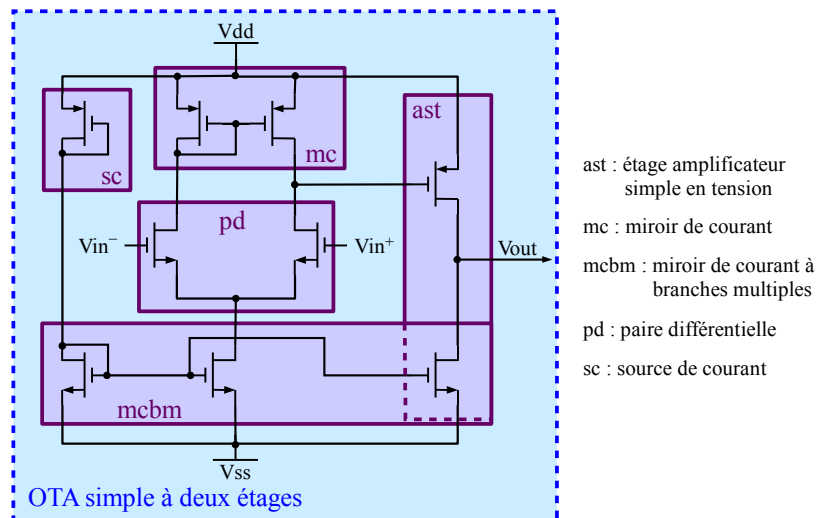 Vdd
ast
mc
sc
pd
Vin⁻
Vin⁺
Vout
mcbm
Vss
OTA simple à deux étages
ast : étage amplificateur
simple en tension
mc : miroir de courant
mcbm : miroir de courant à
branches multiples
pd : paire différentielle
sc : source de courant